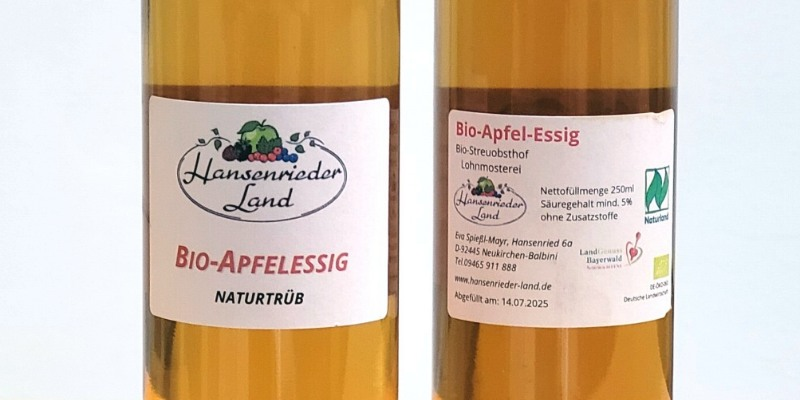 Hansenrieder
Land
BIO-APFELESSIG
NATURTRÜB
Bio-Apfel-Essig
Bio-Streuobsthof
Lohnmosterei
Hansenrieder
Land
Nettofüllmenge 250ml
Säuregehalt mind. 5%
ohne Zusatzstoffe
Naturland
Eva Spießl-Mayr, Hansenried 6a
D-92445 Neukirchen-Balbini
Tel.09465 911 888
www.hansenrieder-land.de
Abgefüllt am: 14.07.2025
Bayerwald
DE-ÖKO
Deutsche Landwirtschaft